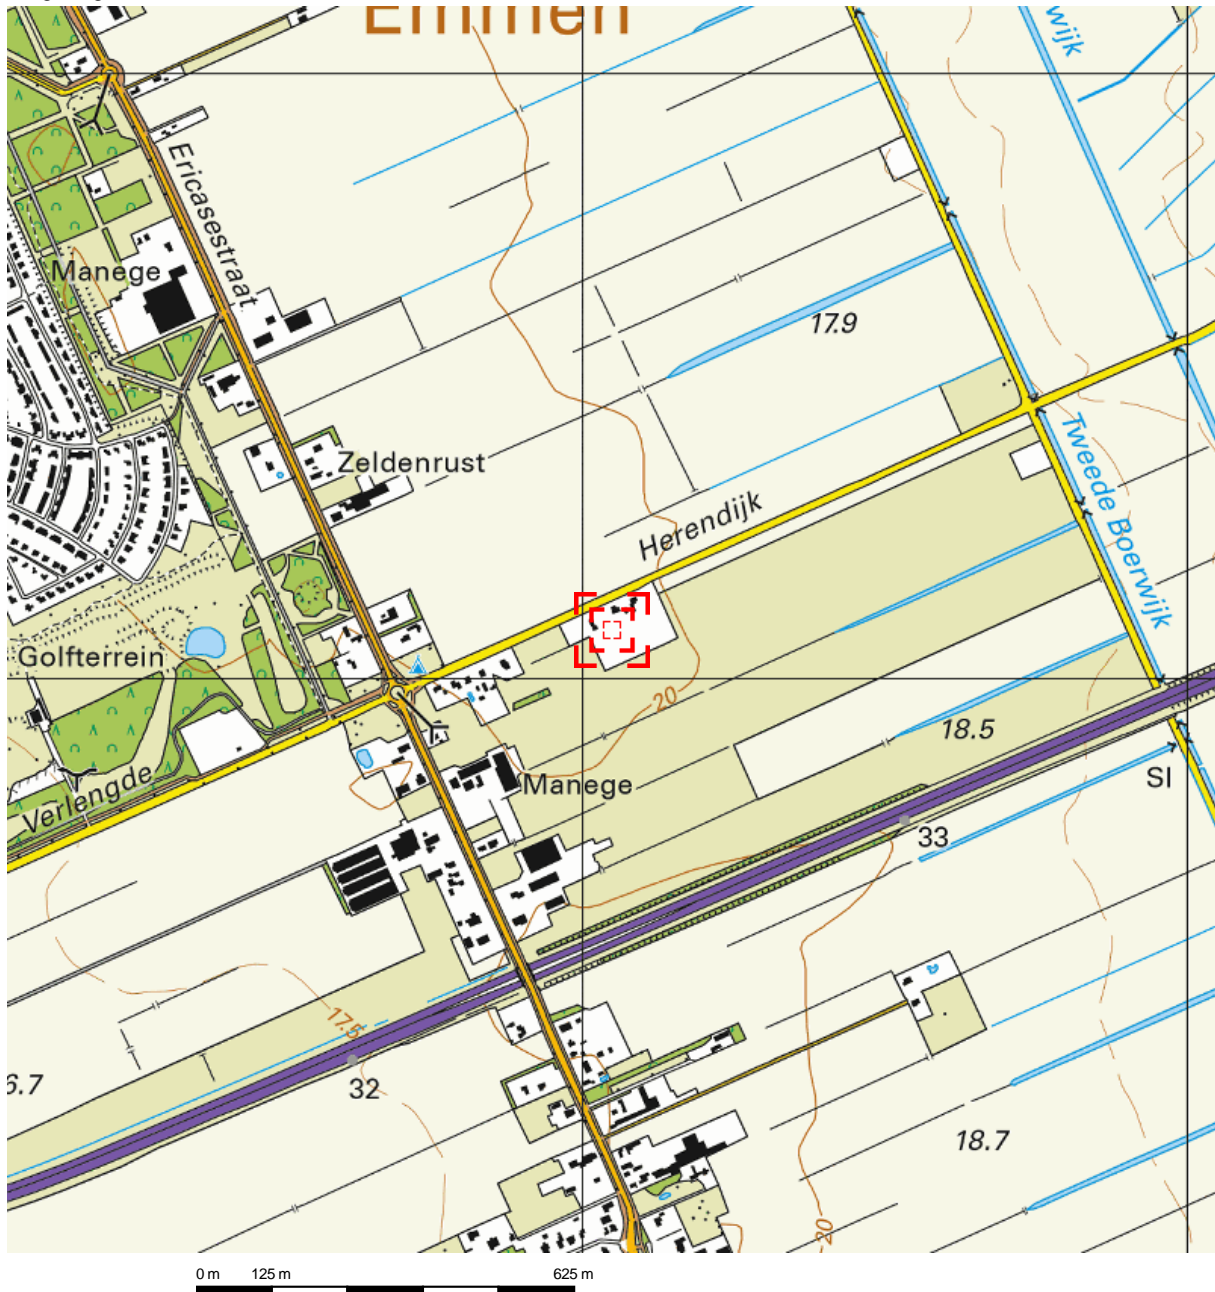 Emmen
wijk
Ericasestraat
Manege
17.9
Zeldenrust
Tweede Boerwijk
Herendijk
Golfterrein
20
18.5
Verlengde
Manege
SI
33
17.5
32
6.7
18.7
20
0 m 125 m 625 m